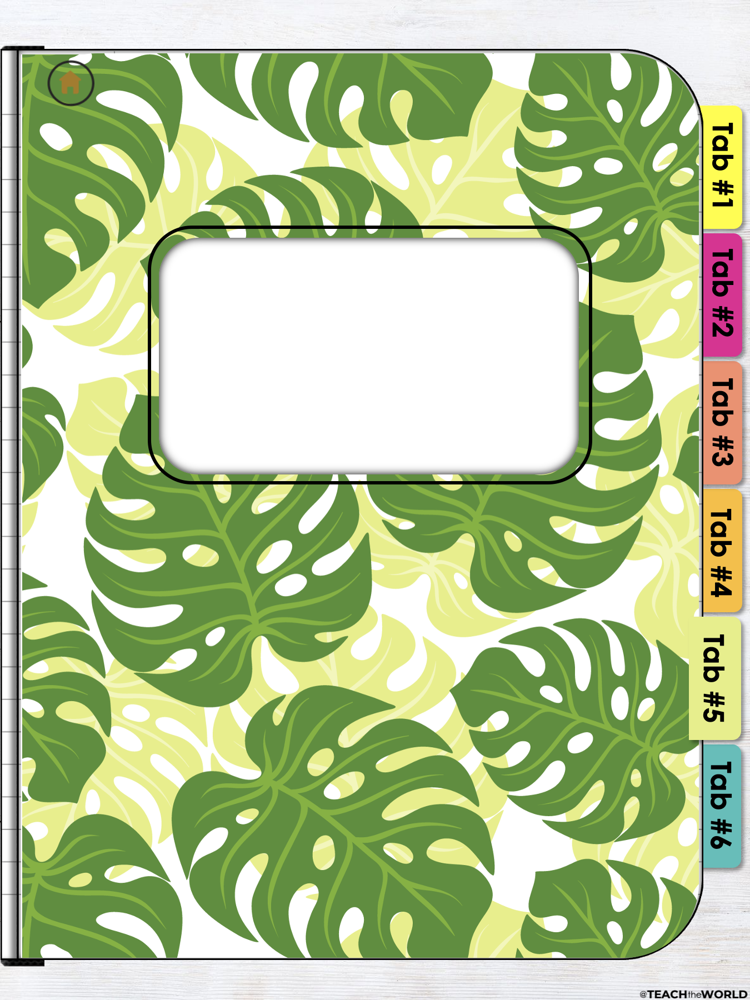 Tab #1
Tab #2
Tab #3
Tab #4
Tab #5
Tab #6
@TEACHtheWORLD